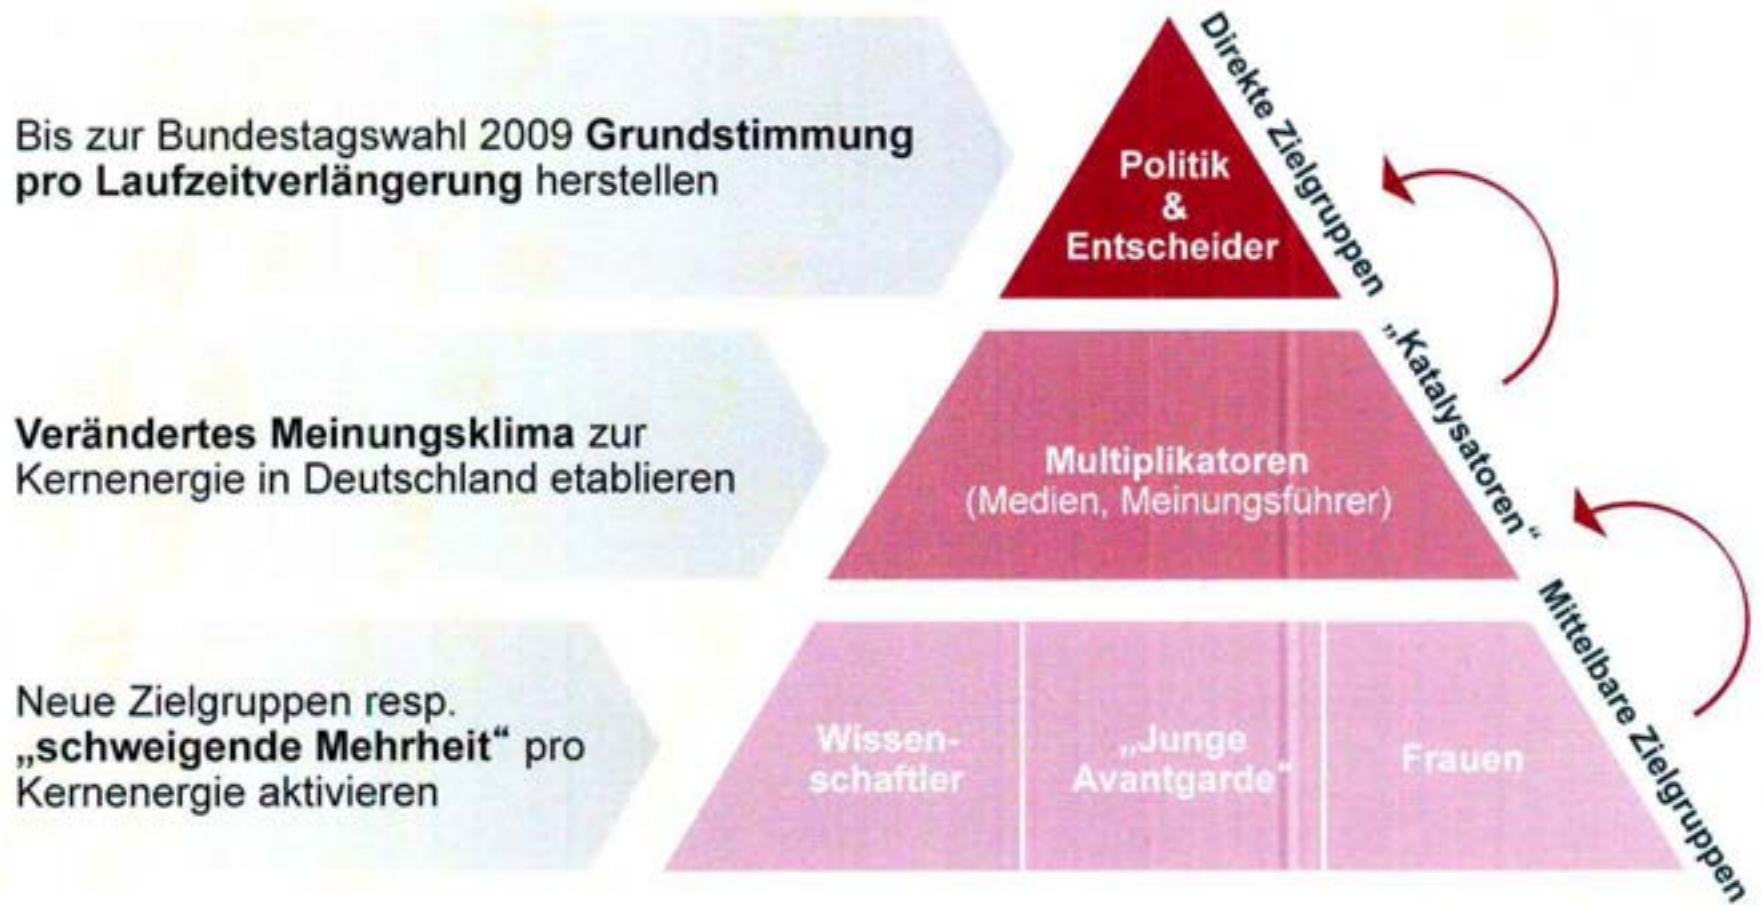 Bis zur Bundestagswahl 2009 Grundstimmung
pro Laufzeitverlängerung herstellen
Politik
&
Entscheider
Direkte Zielgruppen
Verändertes Meinungsklima zur
Kernenergie in Deutschland etablieren
Multiplikatoren
(Medien, Meinungsführer)
„Katalysatoren“
Neue Zielgruppen resp.
„schweigende Mehrheit“ pro
Kernenergie aktivieren
Wissen-
schaftler
„Junge
Avantgarde“
Frauen
Mittelbare Zielgruppen